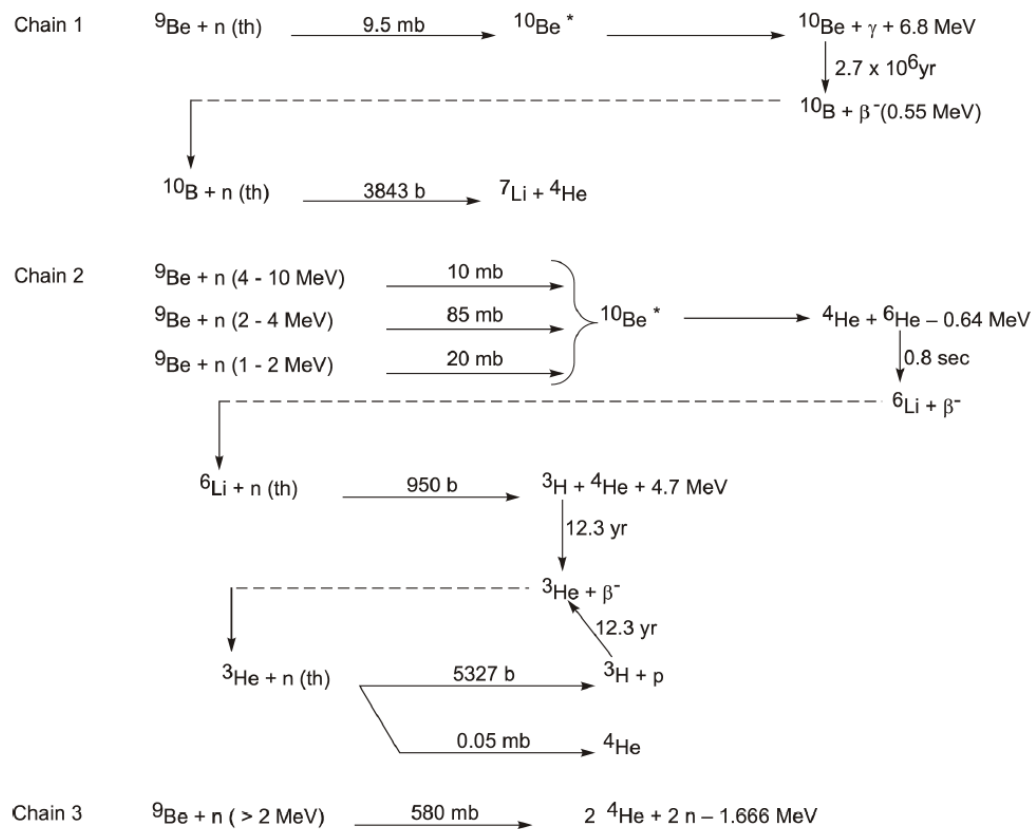 Chain 1 ⁹Be + n (th) 9.5 mb ¹⁰Be * ¹⁰Be + γ + 6.8 MeV
2.7 x 10⁶yr
¹⁰B + β⁻(0.55 MeV)
¹⁰B + n (th) 3843 b ⁷Li + ⁴He
Chain 2 ⁹Be + n (4 - 10 MeV) 10 mb
⁹Be + n (2 - 4 MeV) 85 mb ¹⁰Be * ⁴He + ⁶He – 0.64 MeV
⁹Be + n (1 - 2 MeV) 20 mb 0.8 sec
⁶Li + β⁻
⁶Li + n (th) 950 b ³H + ⁴He + 4.7 MeV
12.3 yr
³He + β⁻
12.3 yr
³He + n (th) 5327 b ³H + p
0.05 mb ⁴He
Chain 3 ⁹Be + n ( > 2 MeV) 580 mb 2 ⁴He + 2 n – 1.666 MeV